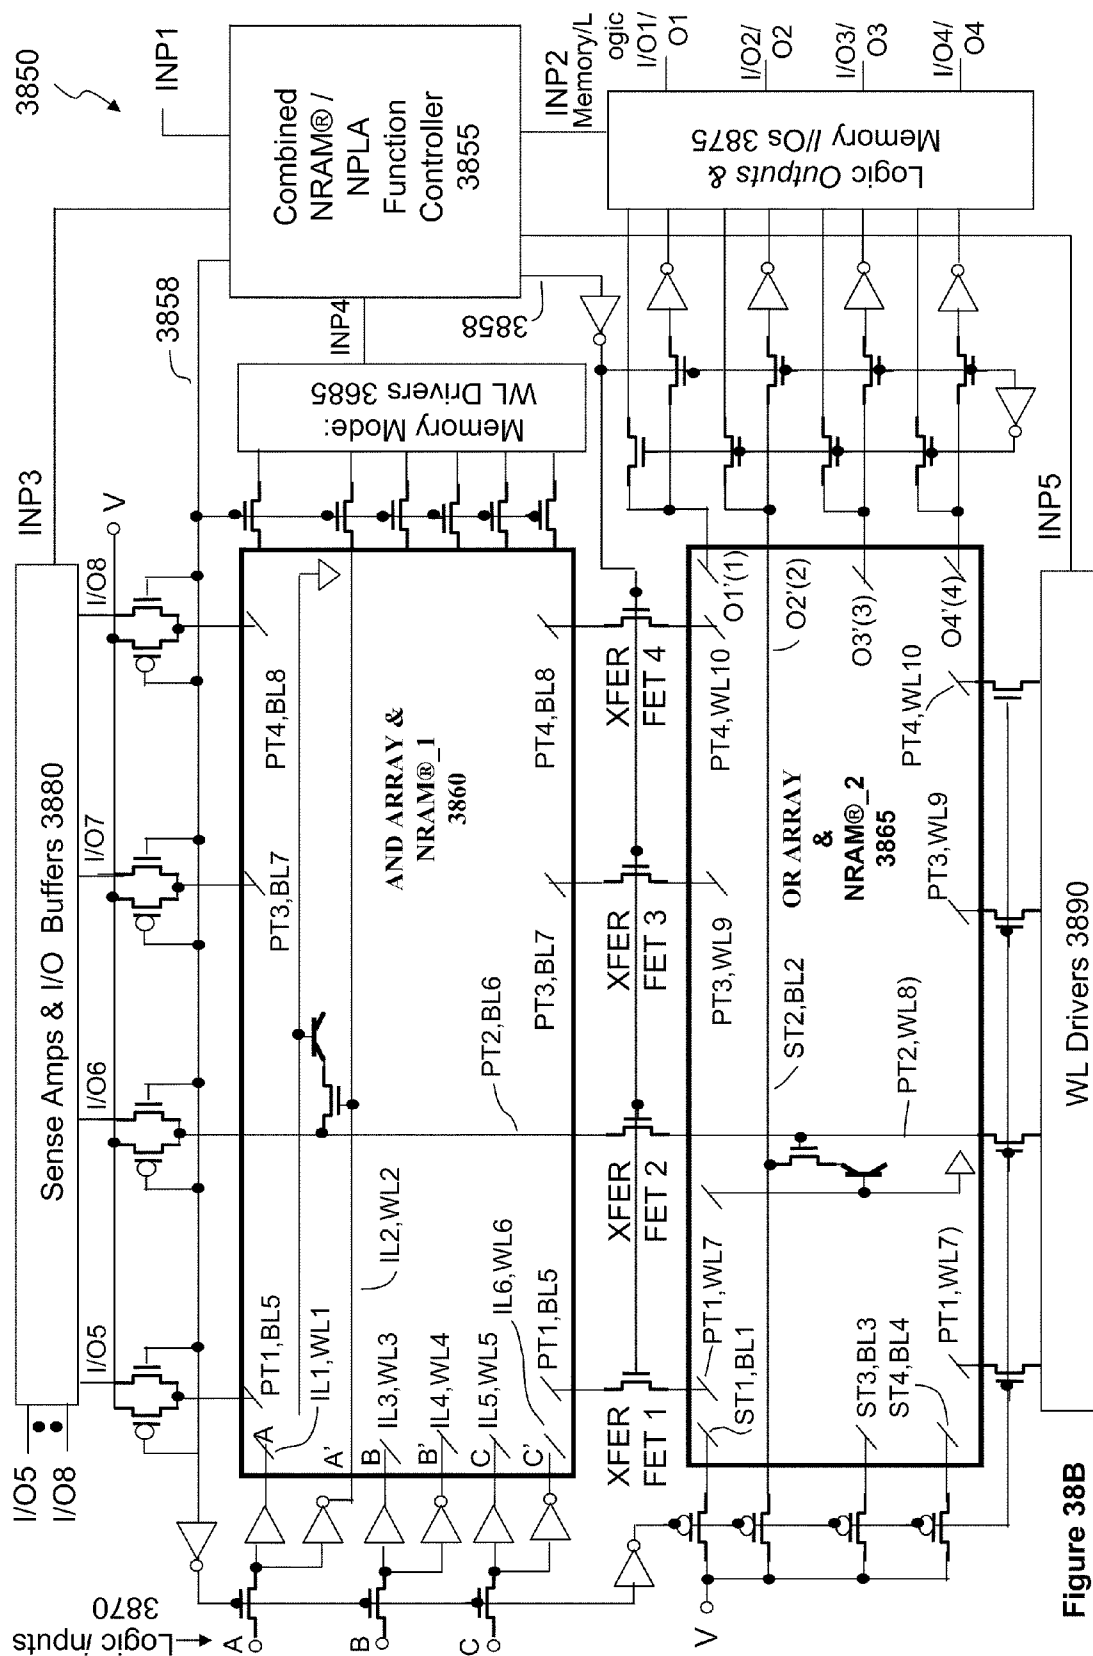 3850
INP1
INP3
3858
Combined
NRAM® /
NPLA
Function
Controller
3855
INP2
Memory/L
ogic
I/O1/
O1
I/O2/
O2
I/O3/
O3
I/O4/
O4
Logic Outputs &
Memory I/Os 3875
INP4
3858
Memory Mode:
WL Drivers 3685
Sense Amps & I/O Buffers 3880
I/O5
I/O8
I/O5
I/O6
I/O7
I/O8
V
PT1,BL5
PT3,BL7
PT4,BL8
A
IL1,WL1
A'
IL2,WL2
B
IL3,WL3
B'
IL4,WL4
C
IL5,WL5
C'
IL6,WL6
PT1,BL5
PT2,BL6
PT3,BL7
PT4,BL8
AND ARRAY &
NRAM®_1
3860
Logic inputs
3870
A
B
C
XFER
FET 1
XFER
FET 2
XFER
FET 3
XFER
FET 4
PT1,WL7
ST1,BL1
PT3,WL9
PT4,WL10
O1'(1)
O2'(2)
O3'(3)
O4'(4)
ST2,BL2
OR ARRAY
&
NRAM®_2
3865
ST3,BL3
ST4,BL4
PT1,WL7)
PT2,WL8)
PT3,WL9
PT4,WL10
V
INP5
WL Drivers 3890
Figure 38B